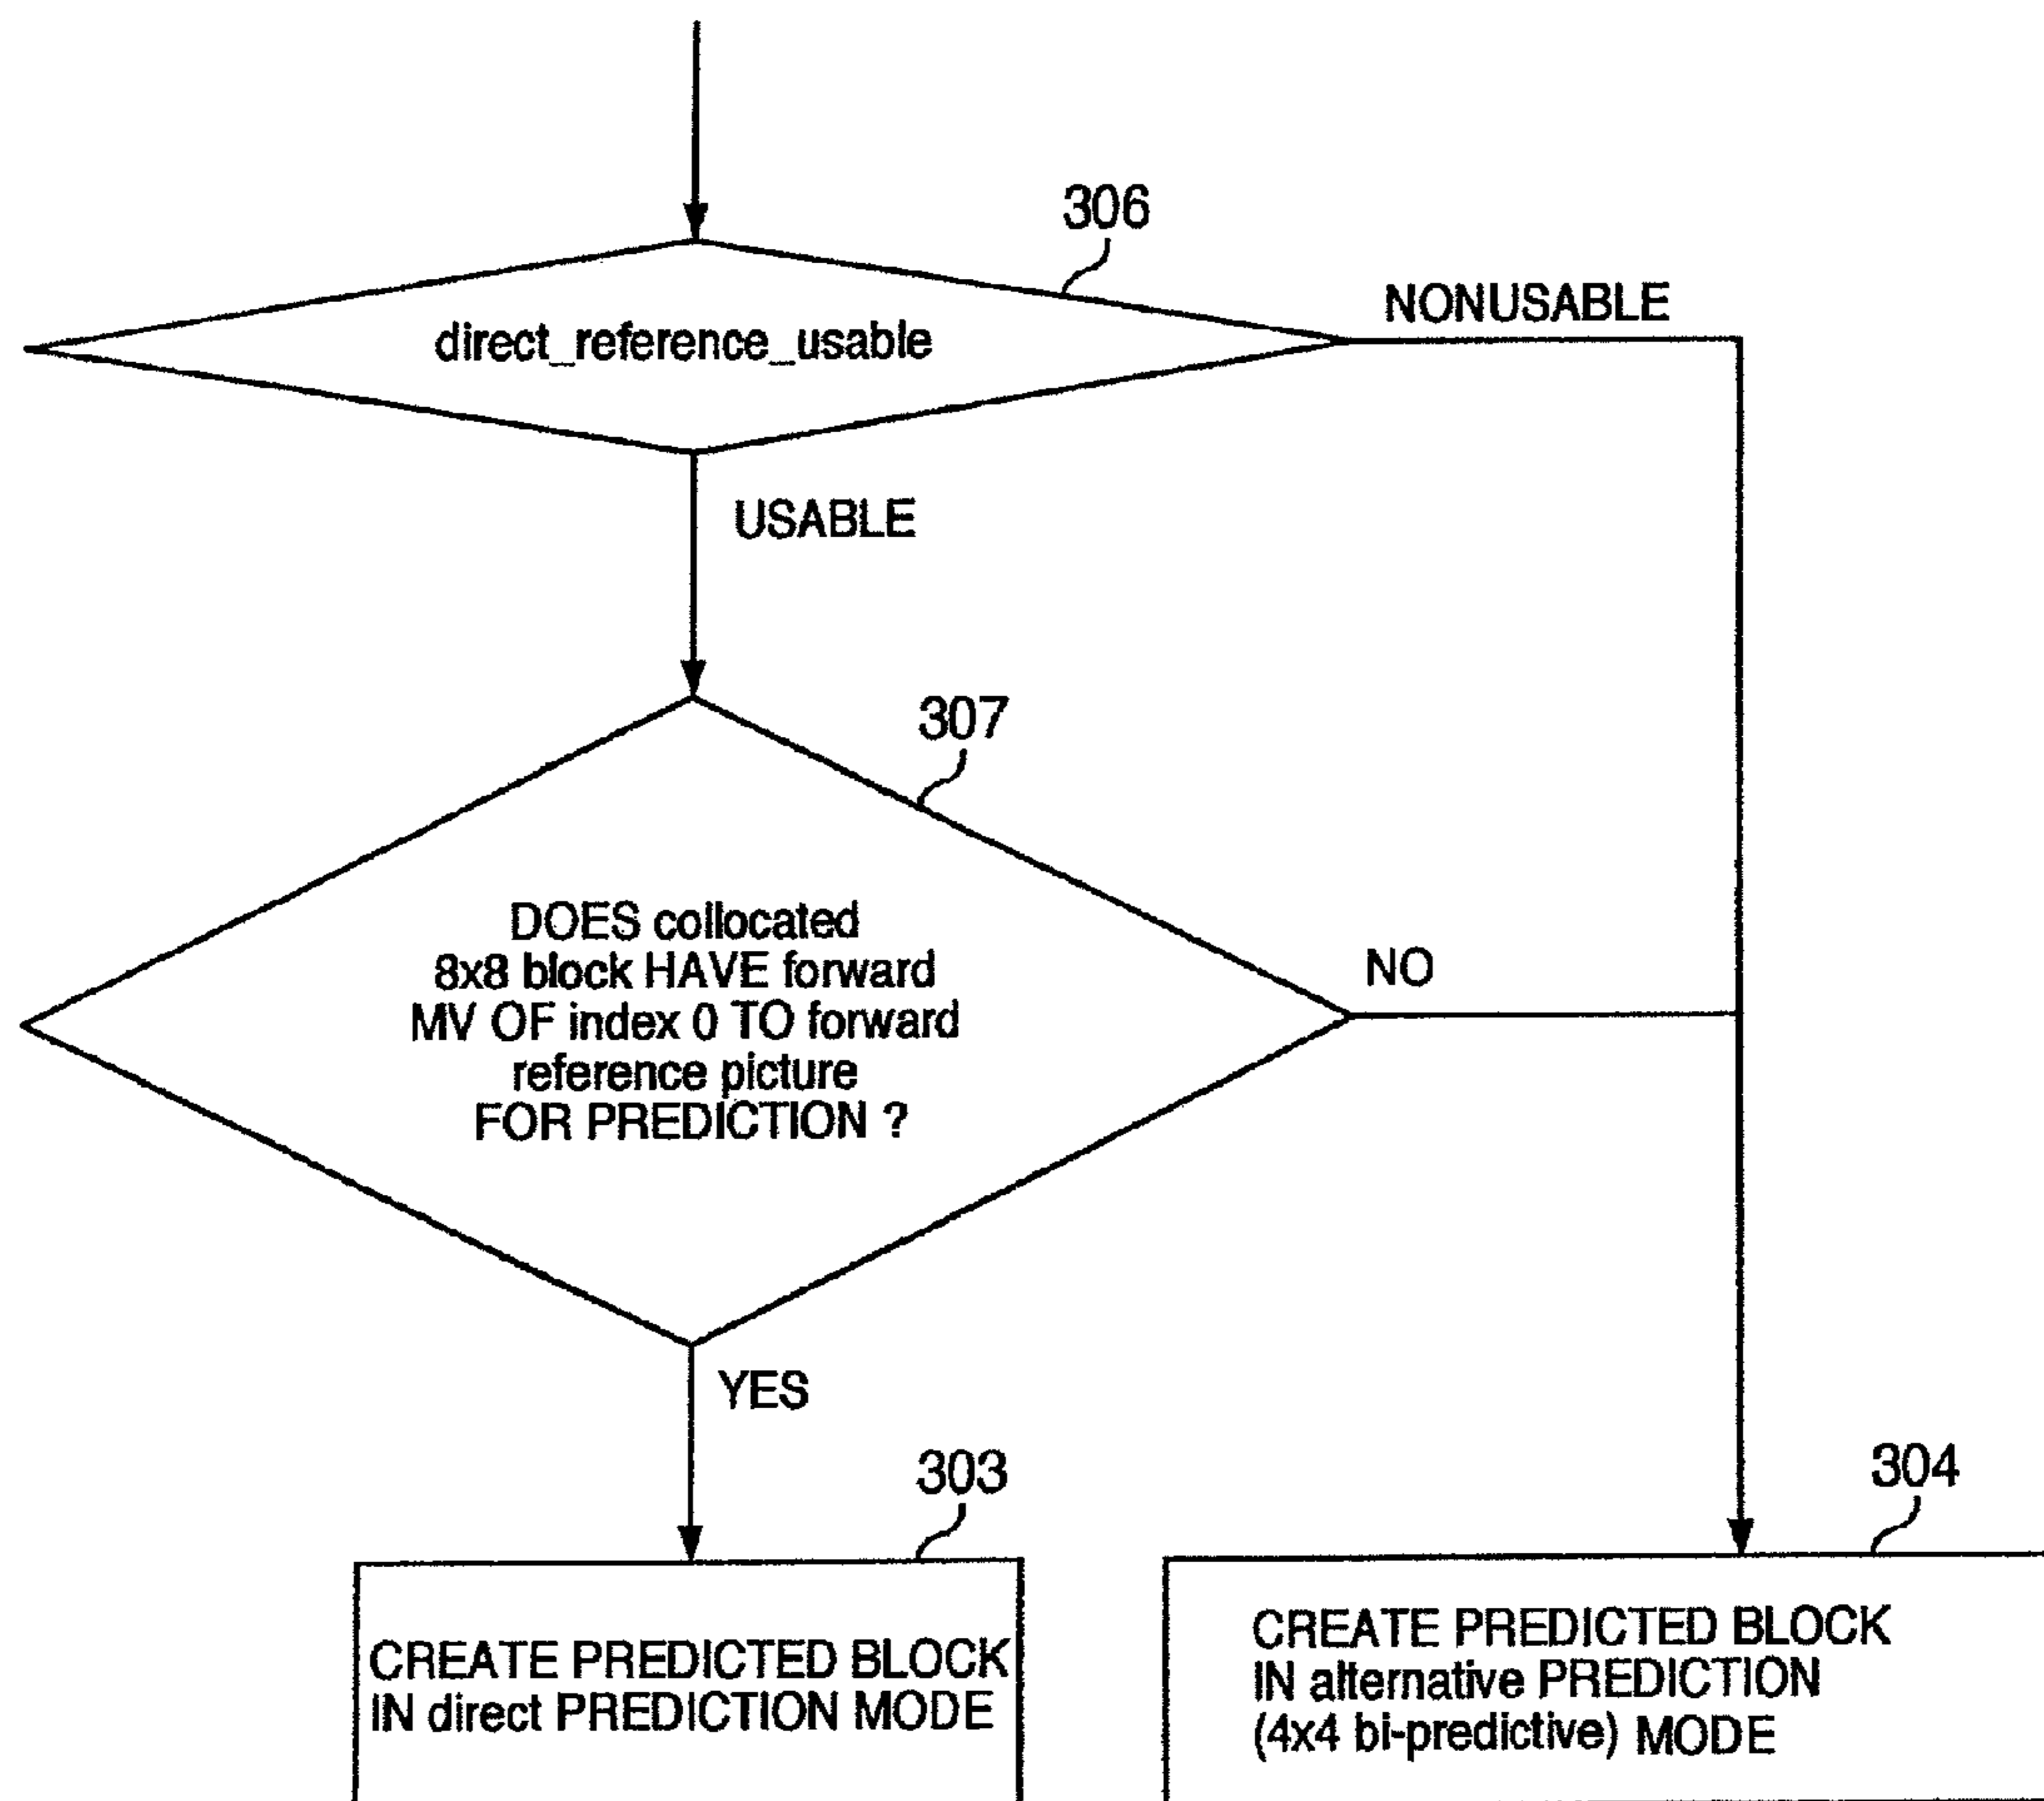 306
direct_reference_usable
NONUSABLE
USABLE
307
DOES collocated
8x8 block HAVE forward
MV OF index 0 TO forward
reference picture
FOR PREDICTION ?
NO
YES
303
CREATE PREDICTED BLOCK
IN direct PREDICTION MODE
304
CREATE PREDICTED BLOCK
IN alternative PREDICTION
(4x4 bi-predictive) MODE